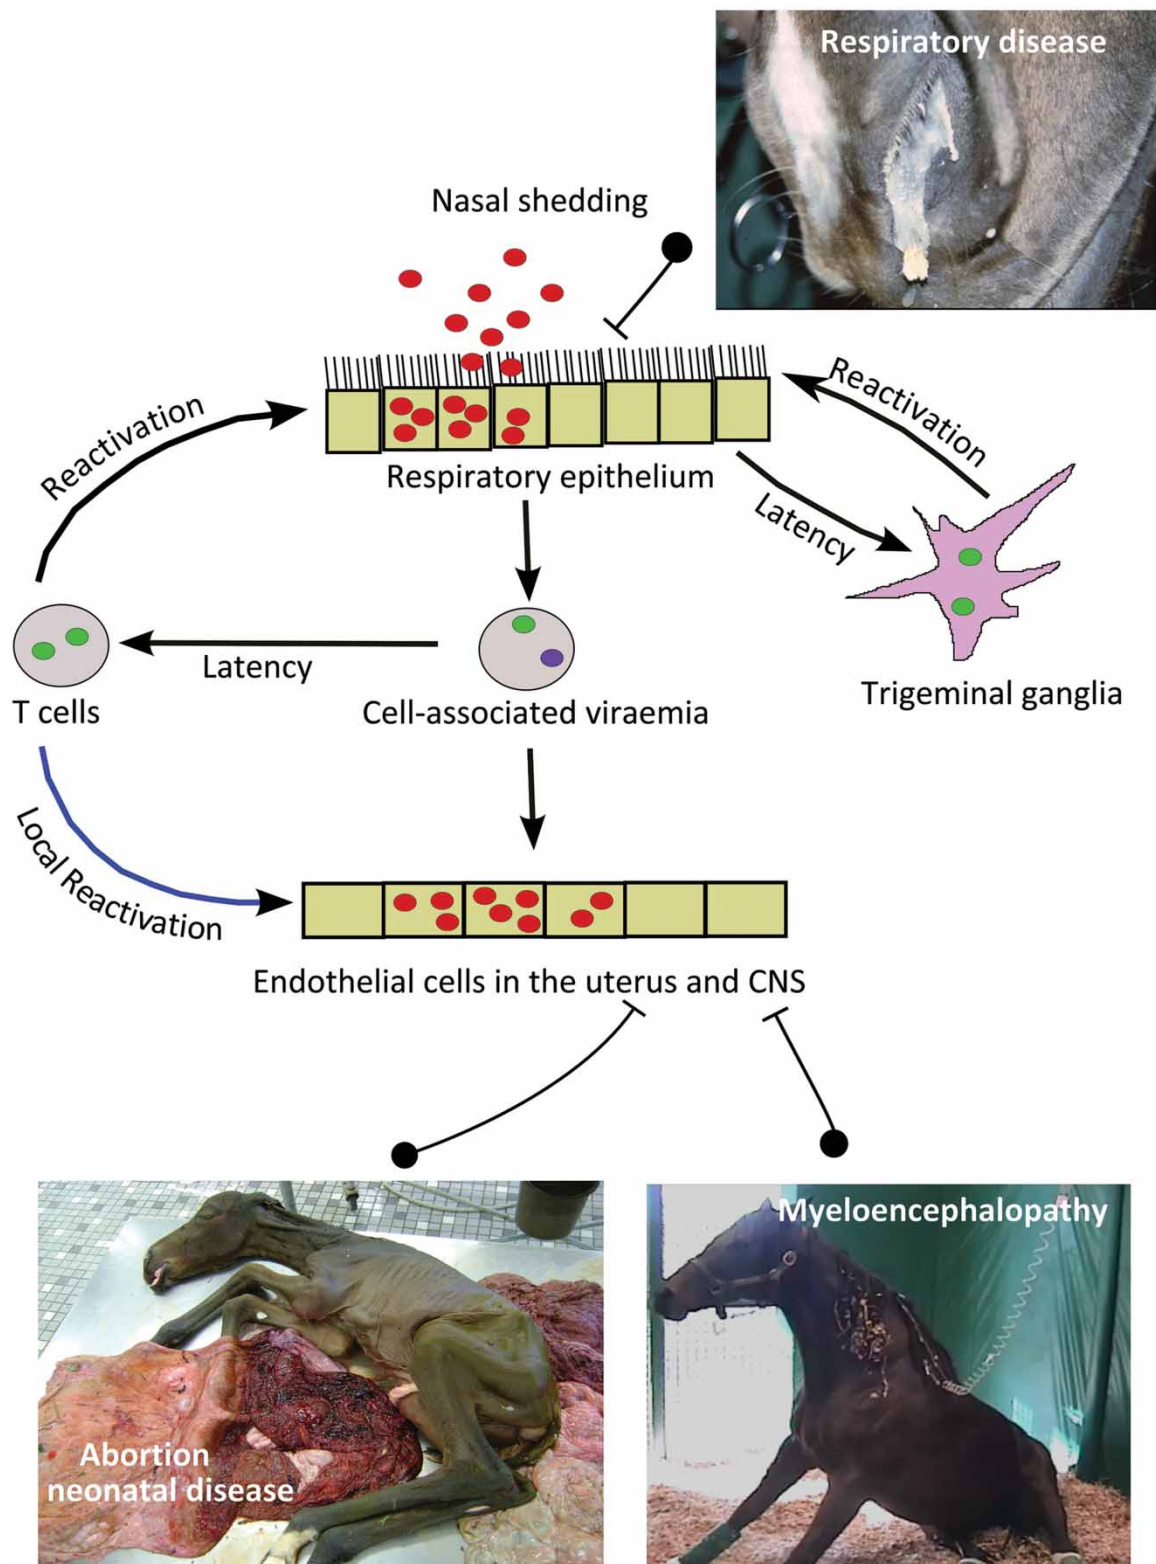 Respiratory disease
Nasal shedding
Reactivation
Reactivation
Respiratory epithelium
Latency
Latency
T cells
Cell-associated viraemia
Trigeminal ganglia
Local Reactivation
Endothelial cells in the uterus and CNS
Abortion
neonatal disease
Myeloencephalopathy